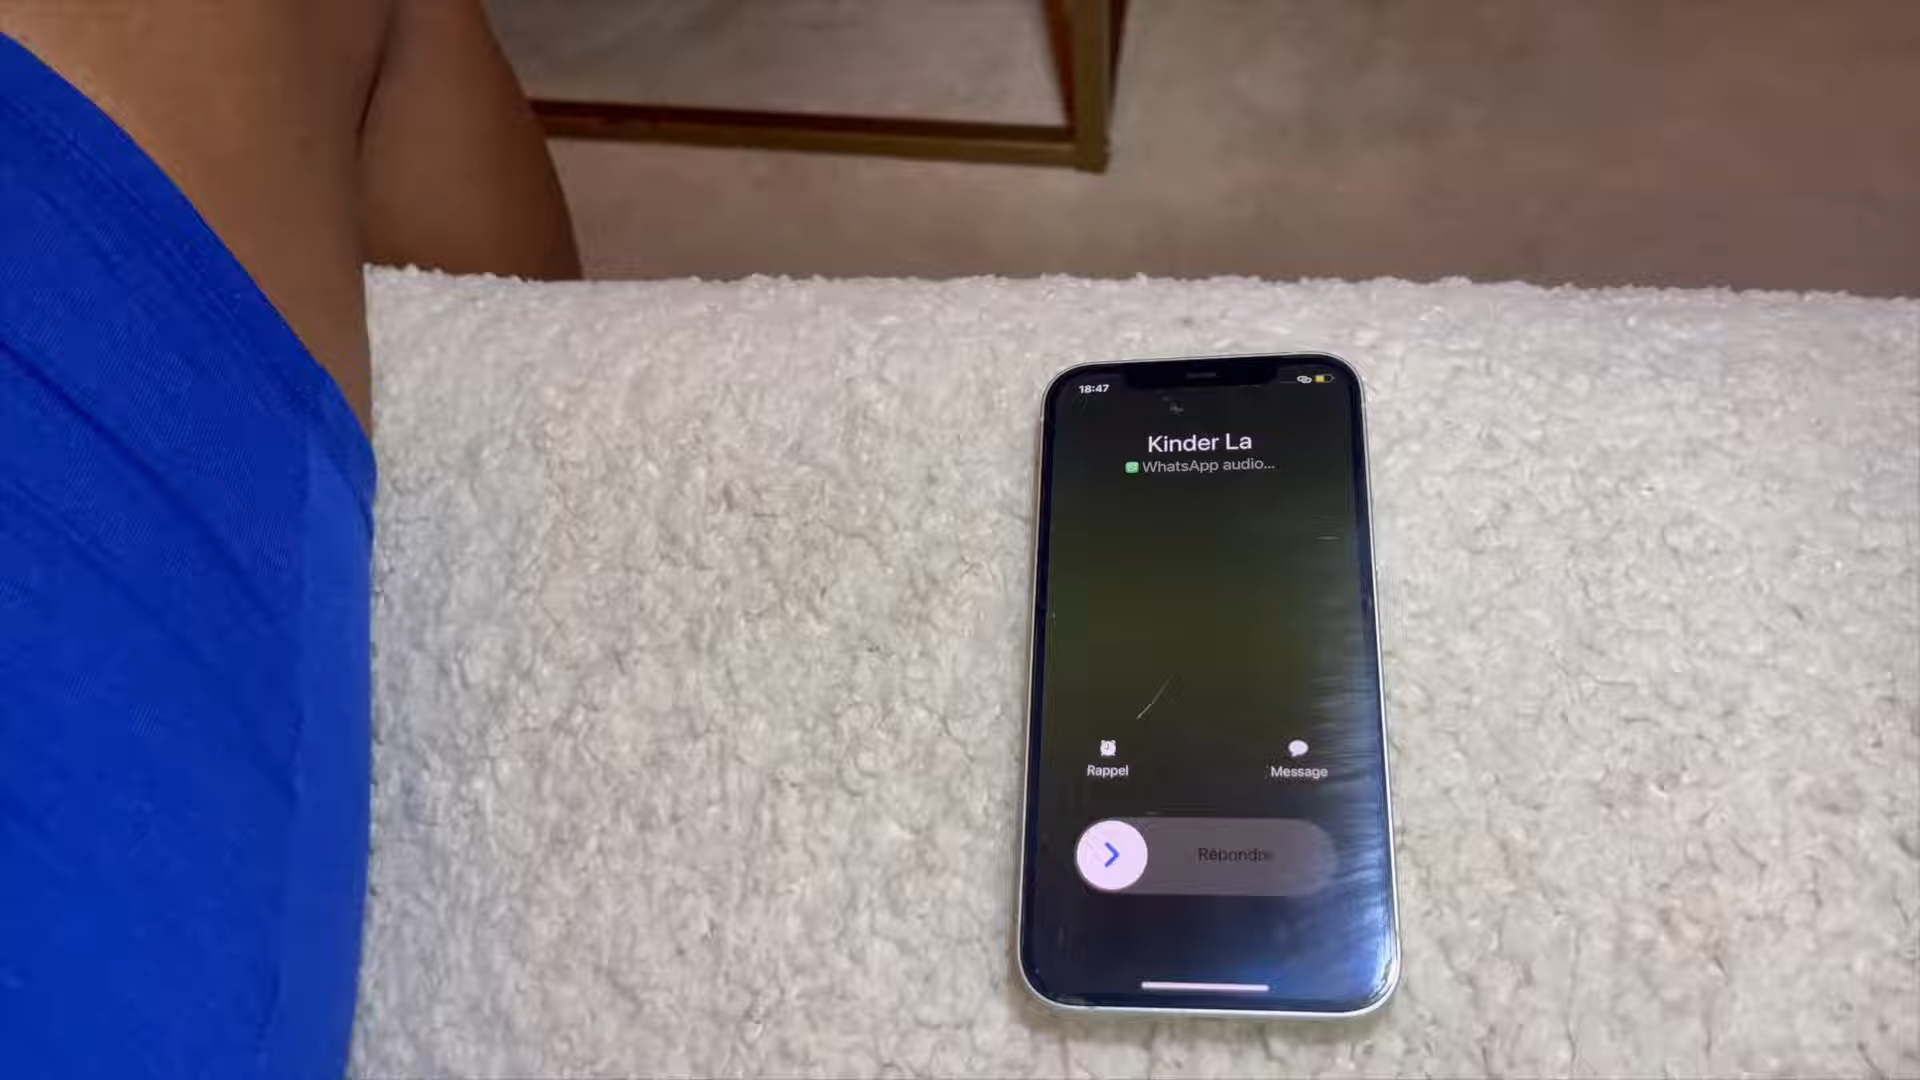 18:47
Kinder La
WhatsApp audio...
Rappel
Message
Répondre